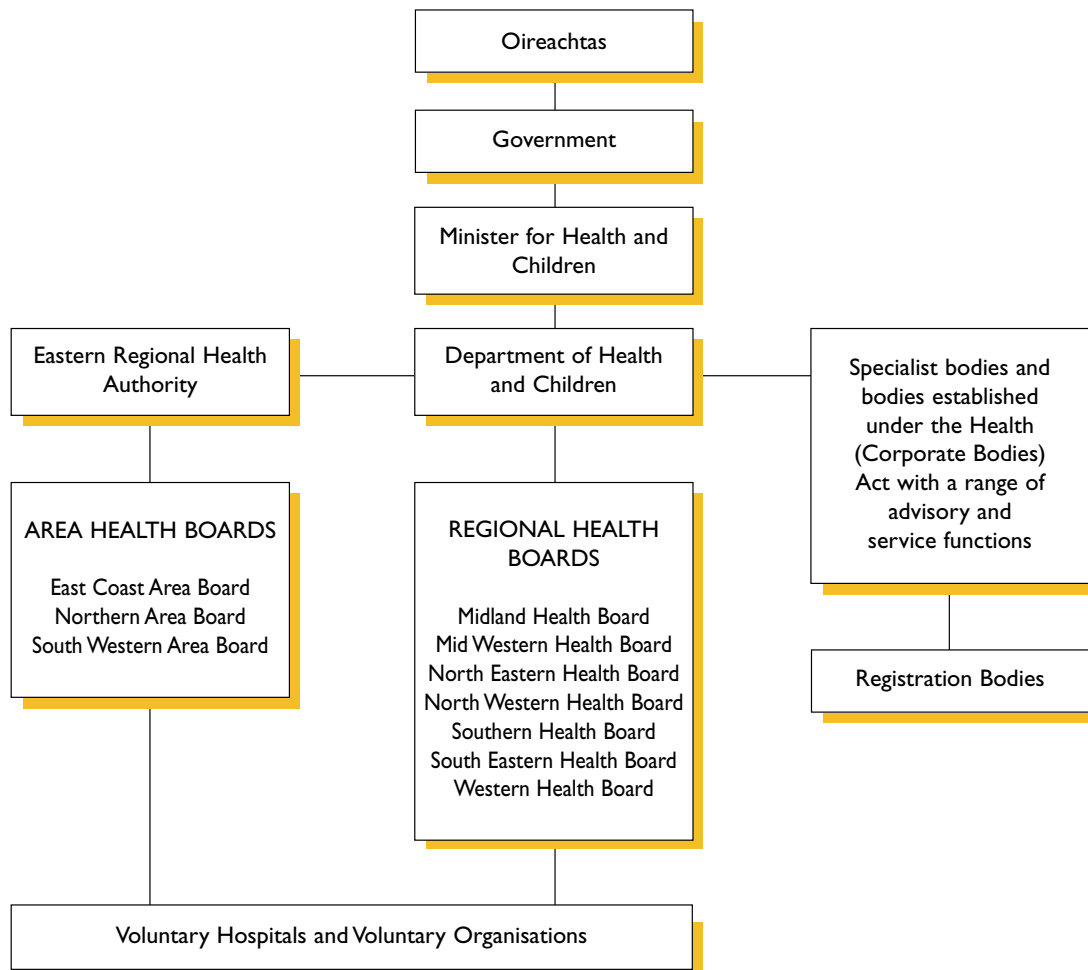 Oireachtas
Government
Minister for Health and
Children
Eastern Regional Health
Authority
Department of Health
and Children
Specialist bodies and
bodies established
under the Health
(Corporate Bodies)
Act with a range of
advisory and
service functions
AREA HEALTH BOARDS
East Coast Area Board
Northern Area Board
South Western Area Board
REGIONAL HEALTH
BOARDS
Midland Health Board
Mid Western Health Board
North Eastern Health Board
North Western Health Board
Southern Health Board
South Eastern Health Board
Western Health Board
Registration Bodies
Voluntary Hospitals and Voluntary Organisations